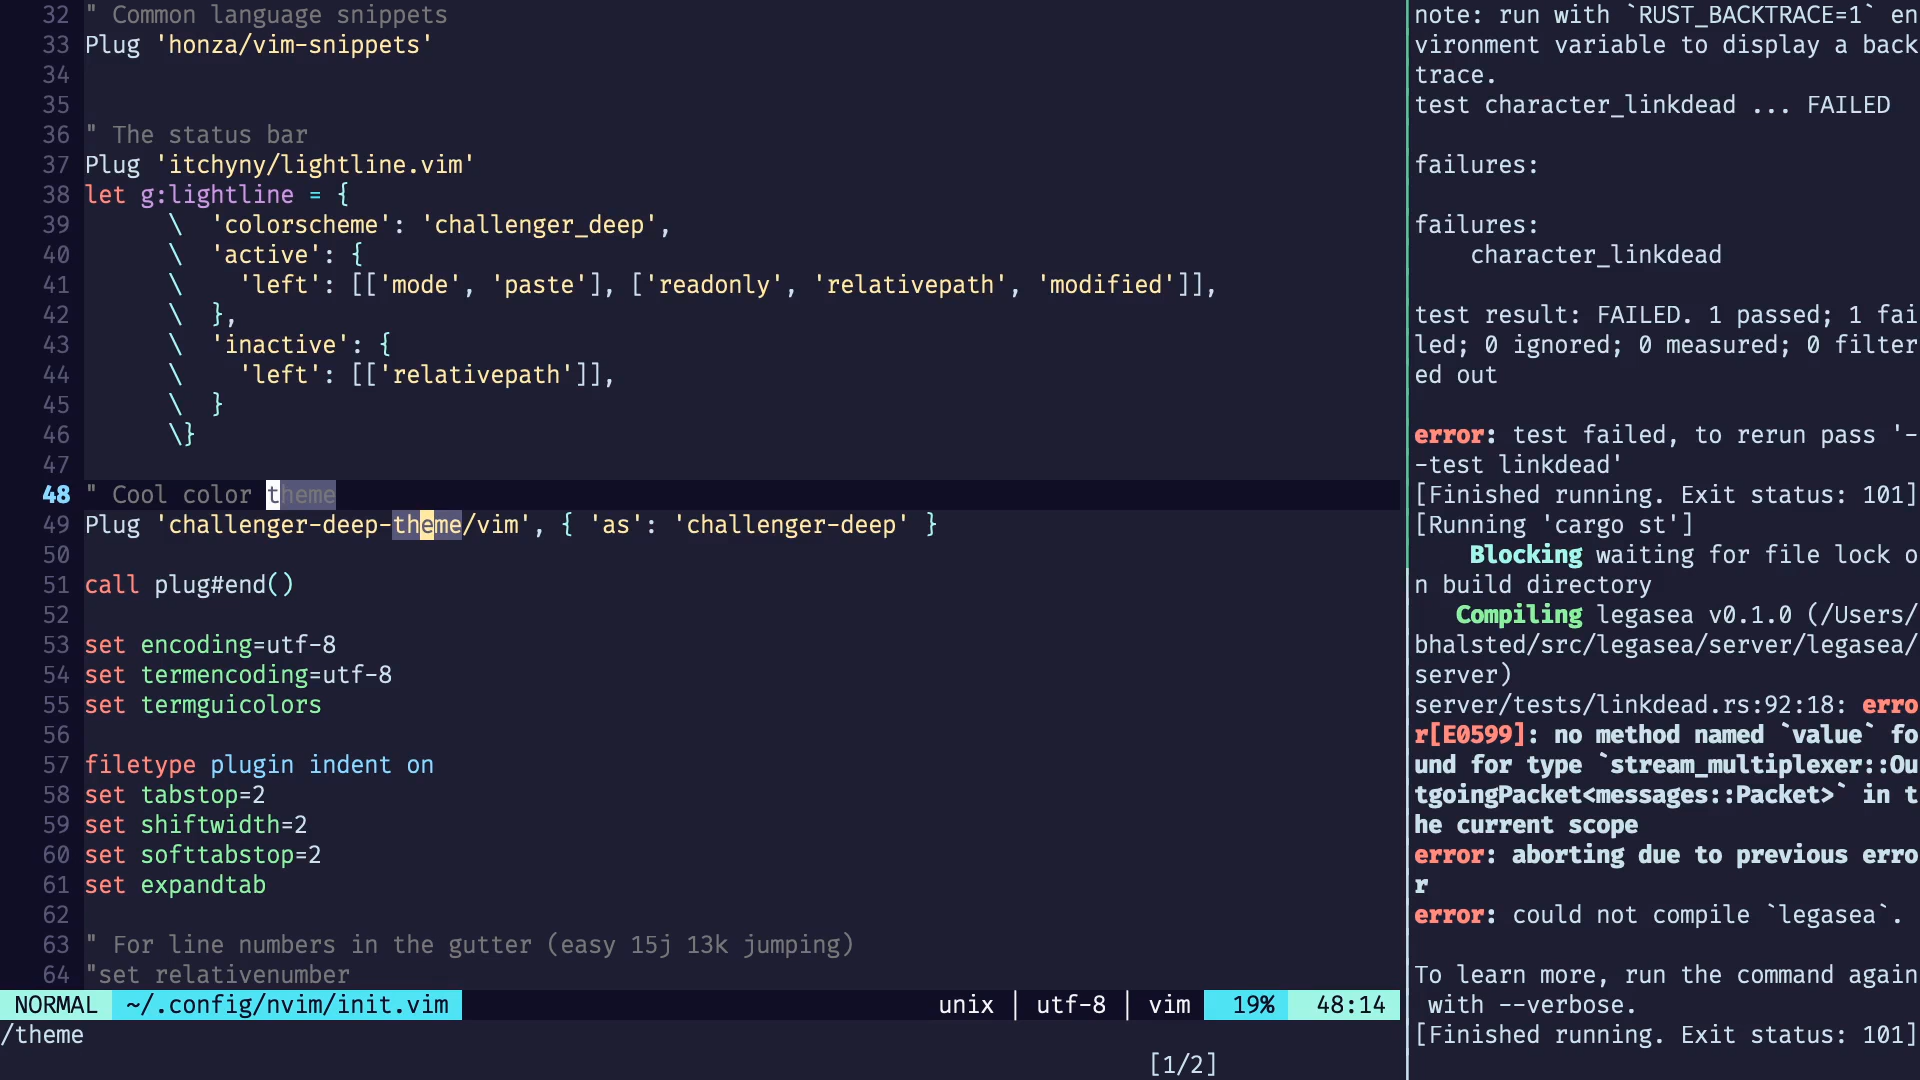 32 " Common language snippets
33 Plug 'honza/vim-snippets'
34
35
36 " The status bar
37 Plug 'itchyny/lightline.vim'
38 let g:lightline = {
39       \  'colorscheme': 'challenger_deep',
40       \  'active': {
41       \    'left': [['mode', 'paste'], ['readonly', 'relativepath', 'modified']],
42       \  },
43       \  'inactive': {
44       \    'left': [['relativepath']],
45       \  }
46       \}
47
48 " Cool color theme
49 Plug 'challenger-deep-theme/vim', { 'as': 'challenger-deep' }
50
51 call plug#end()
52
53 set encoding=utf-8
54 set termencoding=utf-8
55 set termguicolors
56
57 filetype plugin indent on
58 set tabstop=2
59 set shiftwidth=2
60 set softtabstop=2
61 set expandtab
62
63 " For line numbers in the gutter (easy 15j 13k jumping)
64 "set relativenumber
NORMAL ~/.config/nvim/init.vim unix | utf-8 | vim 19% 48:14
/theme
[1/2]
note: run with `RUST_BACKTRACE=1` en
vironment variable to display a back
trace.
test character_linkdead ... FAILED

failures:

failures:
    character_linkdead

test result: FAILED. 1 passed; 1 fai
led; 0 ignored; 0 measured; 0 filter
ed out

error: test failed, to rerun pass '-
-test linkdead'
[Finished running. Exit status: 101]
[Running 'cargo st']
    Blocking waiting for file lock o
n build directory
   Compiling legasea v0.1.0 (/Users/
bhalsted/src/legasea/server/legasea/
server)
server/tests/linkdead.rs:92:18: erro
r[E0599]: no method named `value` fo
und for type `stream_multiplexer::Ou
tgoingPacket<messages::Packet>` in t
he current scope
error: aborting due to previous erro
r
error: could not compile `legasea`.

To learn more, run the command again
 with --verbose.
[Finished running. Exit status: 101]